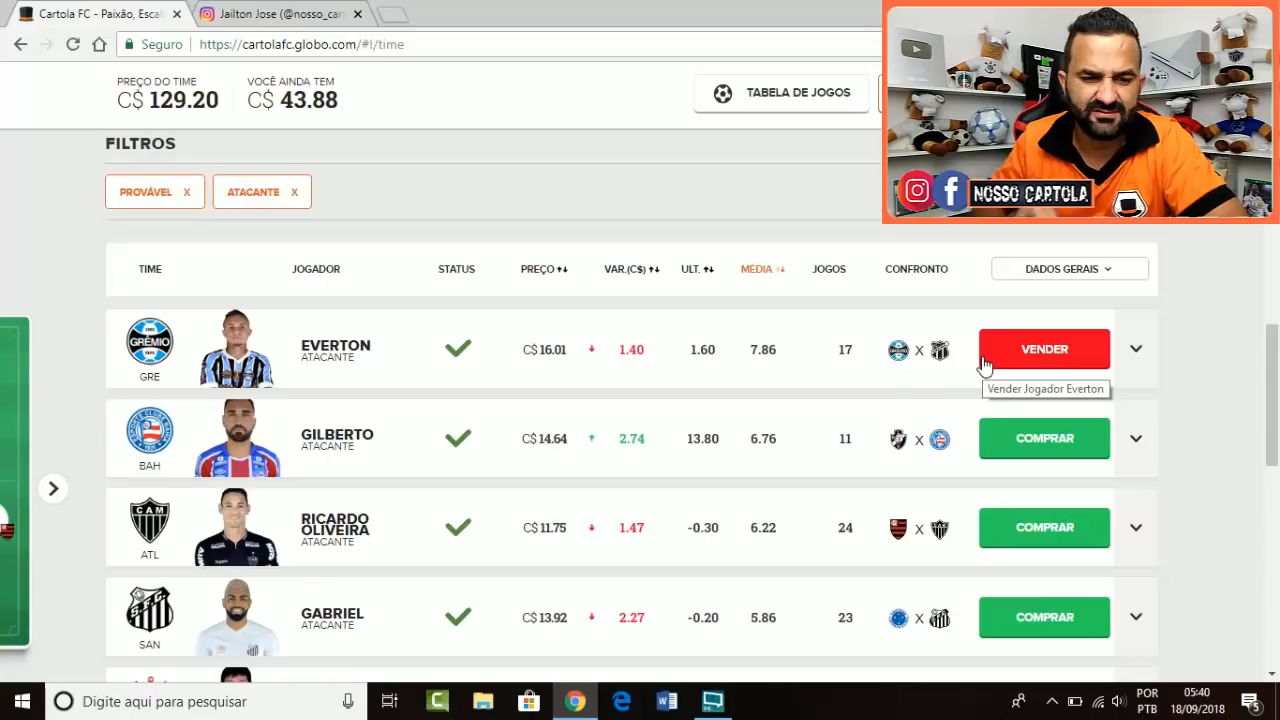 Cartola FC - Paixão, Escal
Jailton Jose (@nosso_car
Seguro
https://cartolafc.globo.com/#!/time
PREÇO DO TIME
C$ 129.20
VOCÊ AINDA TEM
C$ 43.88
TABELA DE JOGOS
NOSSO CARTOLA
FILTROS
PROVÁVEL X
ATACANTE X
TIME JOGADOR STATUS PREÇO VAR.(C$) ULT. MÉDIA JOGOS CONFRONTO DADOS GERAIS
GRE
EVERTON
ATACANTE
C$ 16.01 1.40 1.60 7.86 17 X VENDER
Vender Jogador Everton
BAH
GILBERTO
ATACANTE
C$ 14.64 2.74 13.80 6.76 11 X COMPRAR
CAM
ATL
RICARDO
OLIVEIRA
ATACANTE
C$ 11.75 1.47 -0.30 6.22 24 X COMPRAR
SAN
GABRIEL
ATACANTE
C$ 13.92 2.27 -0.20 5.86 23 X COMPRAR
Digite aqui para pesquisar
POR
PTB
05:40
18/09/2018
5